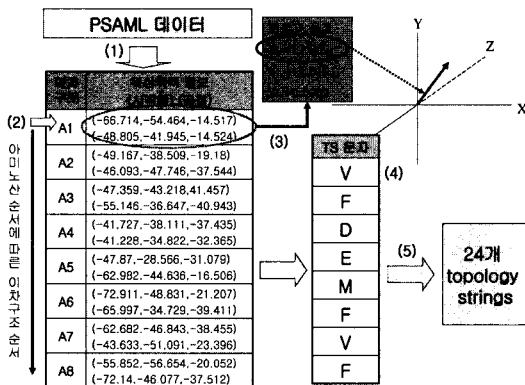 PSAML 데이터
(1)
Y
Z
X
(2)
A1
(-66.714,-54.464,-14.517)
(-48.805,-41.945,-14.524)
(3)
A2
(-49.167,-38.509,-19.18)
(-46.093,-47.746,-37.544)
A3
(-47.359,-43.218,41.457)
(-55.146,-36.647,-40.943)
A4
(-41.727,-38.111,-37.435)
(-41.228,-34.822,-32.365)
A5
(-47.87,-28.566,-31.079)
(-62.982,-44.636,-16.506)
A6
(-72.911,-48.831,-21.207)
(-65.997,-34.729,-39.411)
A7
(-62.682,-46.843,-38.455)
(-43.633,-51.091,-23.396)
A8
(-55.852,-56.654,-20.052)
(-72.14,-46 077,-37.512)
아미노산 순서에 따른 이차구조 순서
TS 문자
(4)
V
F
D
E
M
F
V
F
(5)
24개
topology
strings